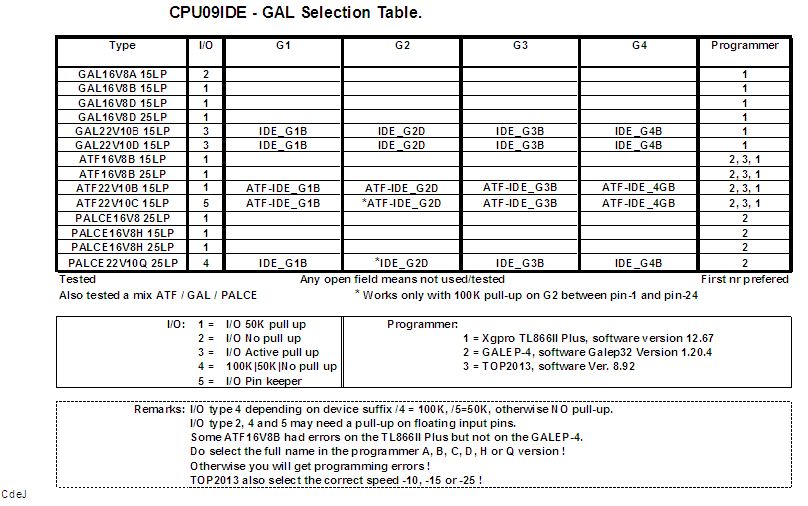 CPU09IDE - GAL Selection Table.
Type I/O G1 G2 G3 G4 Programmer
GAL16V8A 15LP 2 1
GAL16V8B 15LP 1 1
GAL16V8D 15LP 1 1
GAL16V8D 25LP 1 1
GAL22V10B 15LP 3 IDE_G1B IDE_G2D IDE_G3B IDE_G4B 1
GAL22V10D 15LP 3 IDE_G1B IDE_G2D IDE_G3B IDE_G4B 1
ATF16V8B 15LP 1 2, 3, 1
ATF16V8B 25LP 1 2, 3, 1
ATF22V10B 15LP 1 ATF-IDE_G1B ATF-IDE_G2D ATF-IDE_G3B ATF-IDE_4GB 2, 3, 1
ATF22V10C 15LP 5 ATF-IDE_G1B *ATF-IDE_G2D ATF-IDE_G3B ATF-IDE_4GB 2, 3, 1
PALCE16V8 25LP 1 2
PALCE16V8H 15LP 1 2
PALCE16V8H 25LP 1 2
PALCE22V10Q 25LP 4 IDE_G1B *IDE_G2D IDE_G3B IDE_G4B 2
Tested Any open field means not used/tested First nr prefered
Also tested a mix ATF / GAL / PALCE * Works only with 100K pull-up on G2 between pin-1 and pin-24
I/O: 1 = I/O 50K pull up
2 = I/O No pull up
3 = I/O Active pull up
4 = 100K|50K|No pull up
5 = I/O Pin keeper
Programmer:
1 = Xgpro TL866II Plus, software version 12.67
2 = GALEP-4, software Galep32 Version 1.20.4
3 = TOP2013, software Ver. 8.92
Remarks: I/O type 4 depending on device suffix /4 = 100K, /5=50K, otherwise NO pull-up.
I/O type 2, 4 and 5 may need a pull-up on floating input pins.
Some ATF16V8B had errors on the TL866II Plus but not on the GALEP-4.
Do select the full name in the programmer A, B, C, D, H or Q version !
Otherwise you will get programming errors !
TOP2013 also select the correct speed -10, -15 or -25 !
CdeJ